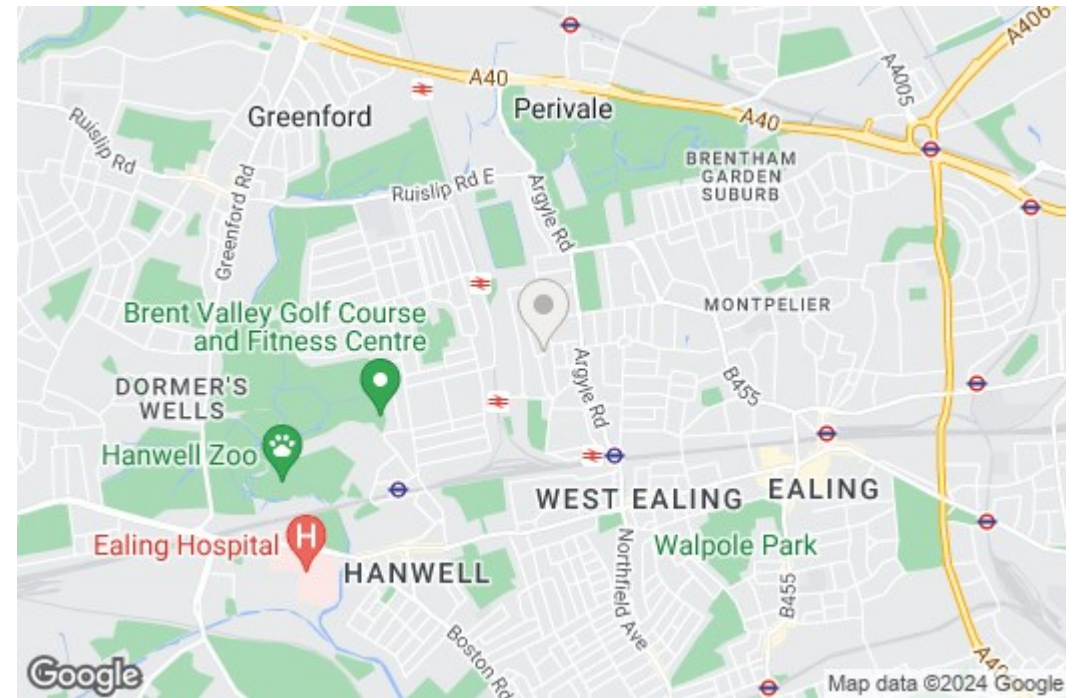 A406
A4005
A40
Greenford
Perivale
A40
Ruislip Rd
BRENTHAM
GARDEN
SUBURB
Ruislip Rd E
Greenford Rd
Argyle Rd
Brent Valley Golf Course
and Fitness Centre
MONTPELIER
DORMER'S
WELLS
Argyle Rd
B455
Hanwell Zoo
WEST EALING
EALING
Ealing Hospital
H
HANWELL
Walpole Park
Northfield Ave
B455
Boston Rd
Google
Map data ©2024 Google